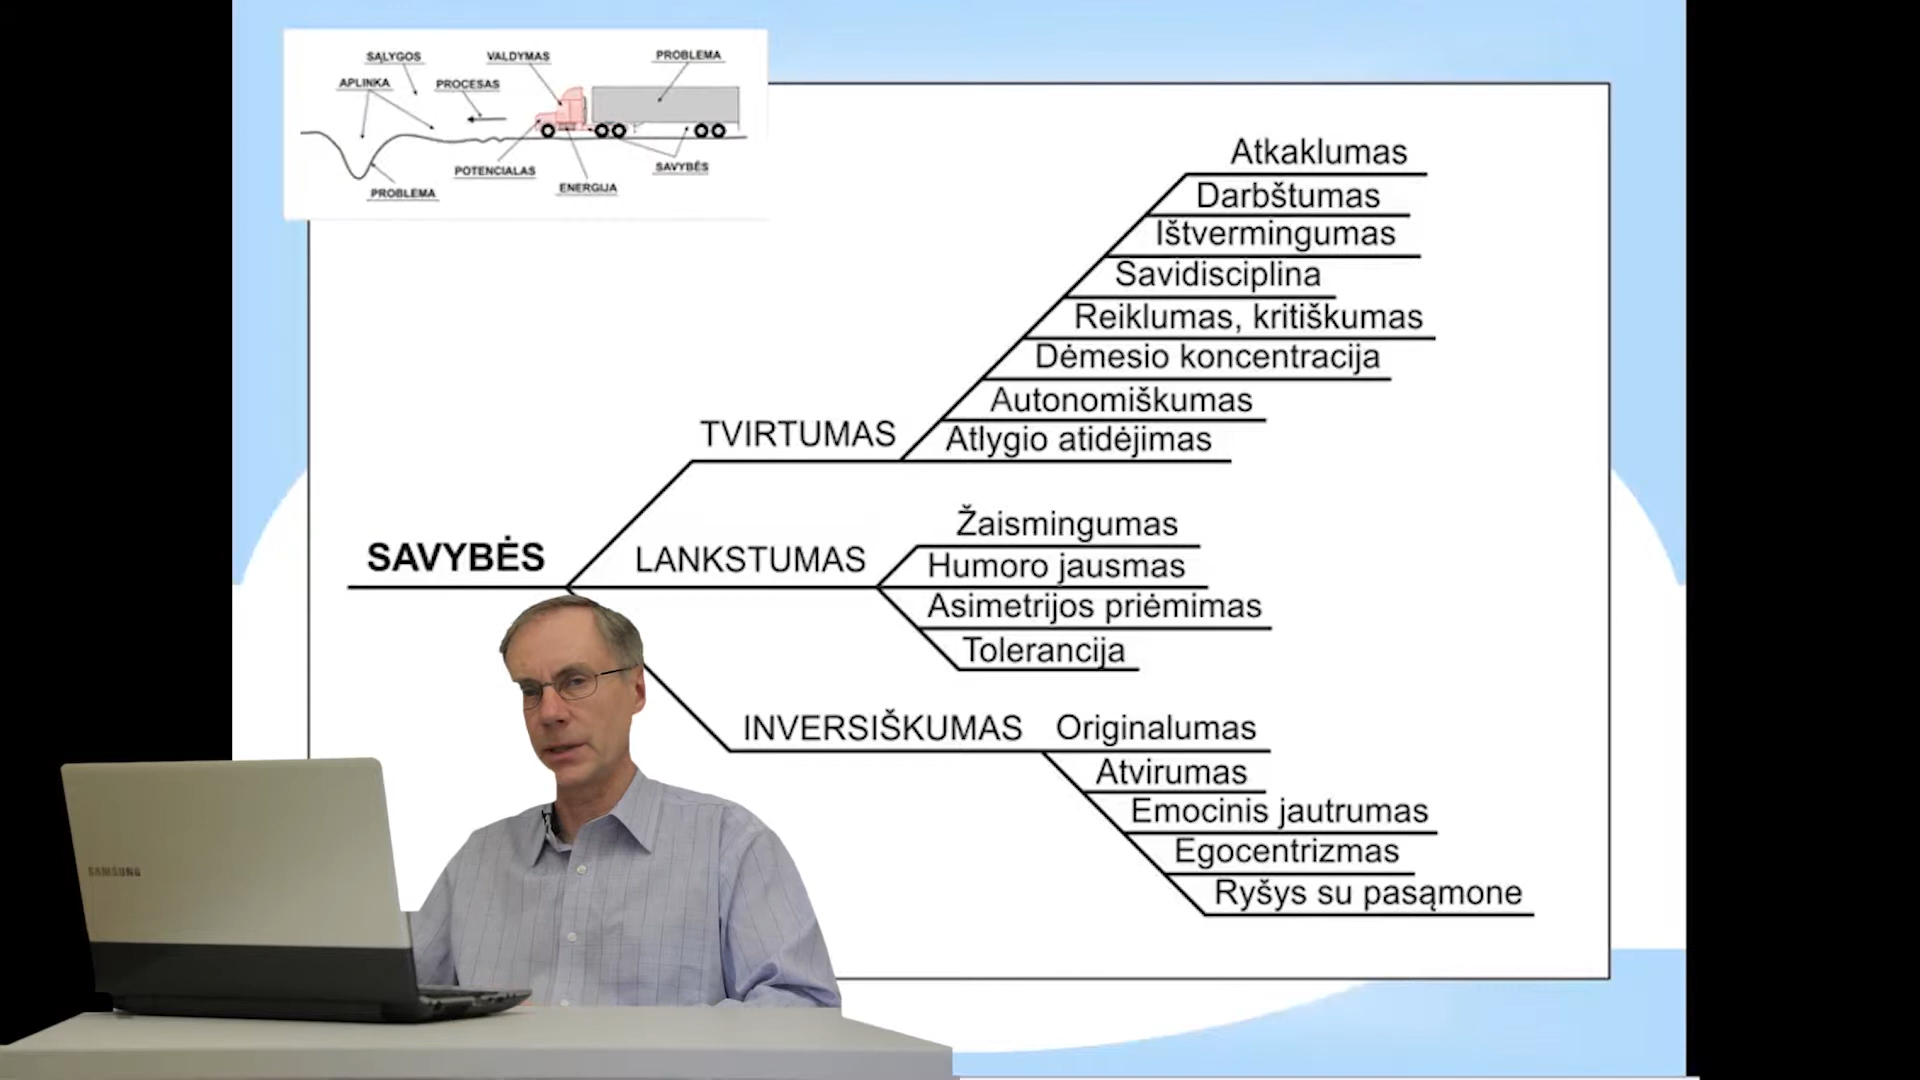 SĄLYGOS
VALDYMAS
PROBLEMA
APLINKA
PROCESAS
POTENCIALAS
SAVYBĖS
PROBLEMA
ENERGIJA
Atkaklumas
Darbštumas
Ištvermingumas
Savidisciplina
Reiklumas, kritiškumas
Dėmesio koncentracija
Autonomiškumas
TVIRTUMAS
Atlygio atidėjimas
Žaismingumas
SAVYBĖS
LANKSTUMAS
Humoro jausmas
Asimetrijos priėmimas
Tolerancija
INVERSIŠKUMAS
Originalumas
Atvirumas
Emocinis jautrumas
Egocentrizmas
Ryšys su pasąmone
SAMSUNG